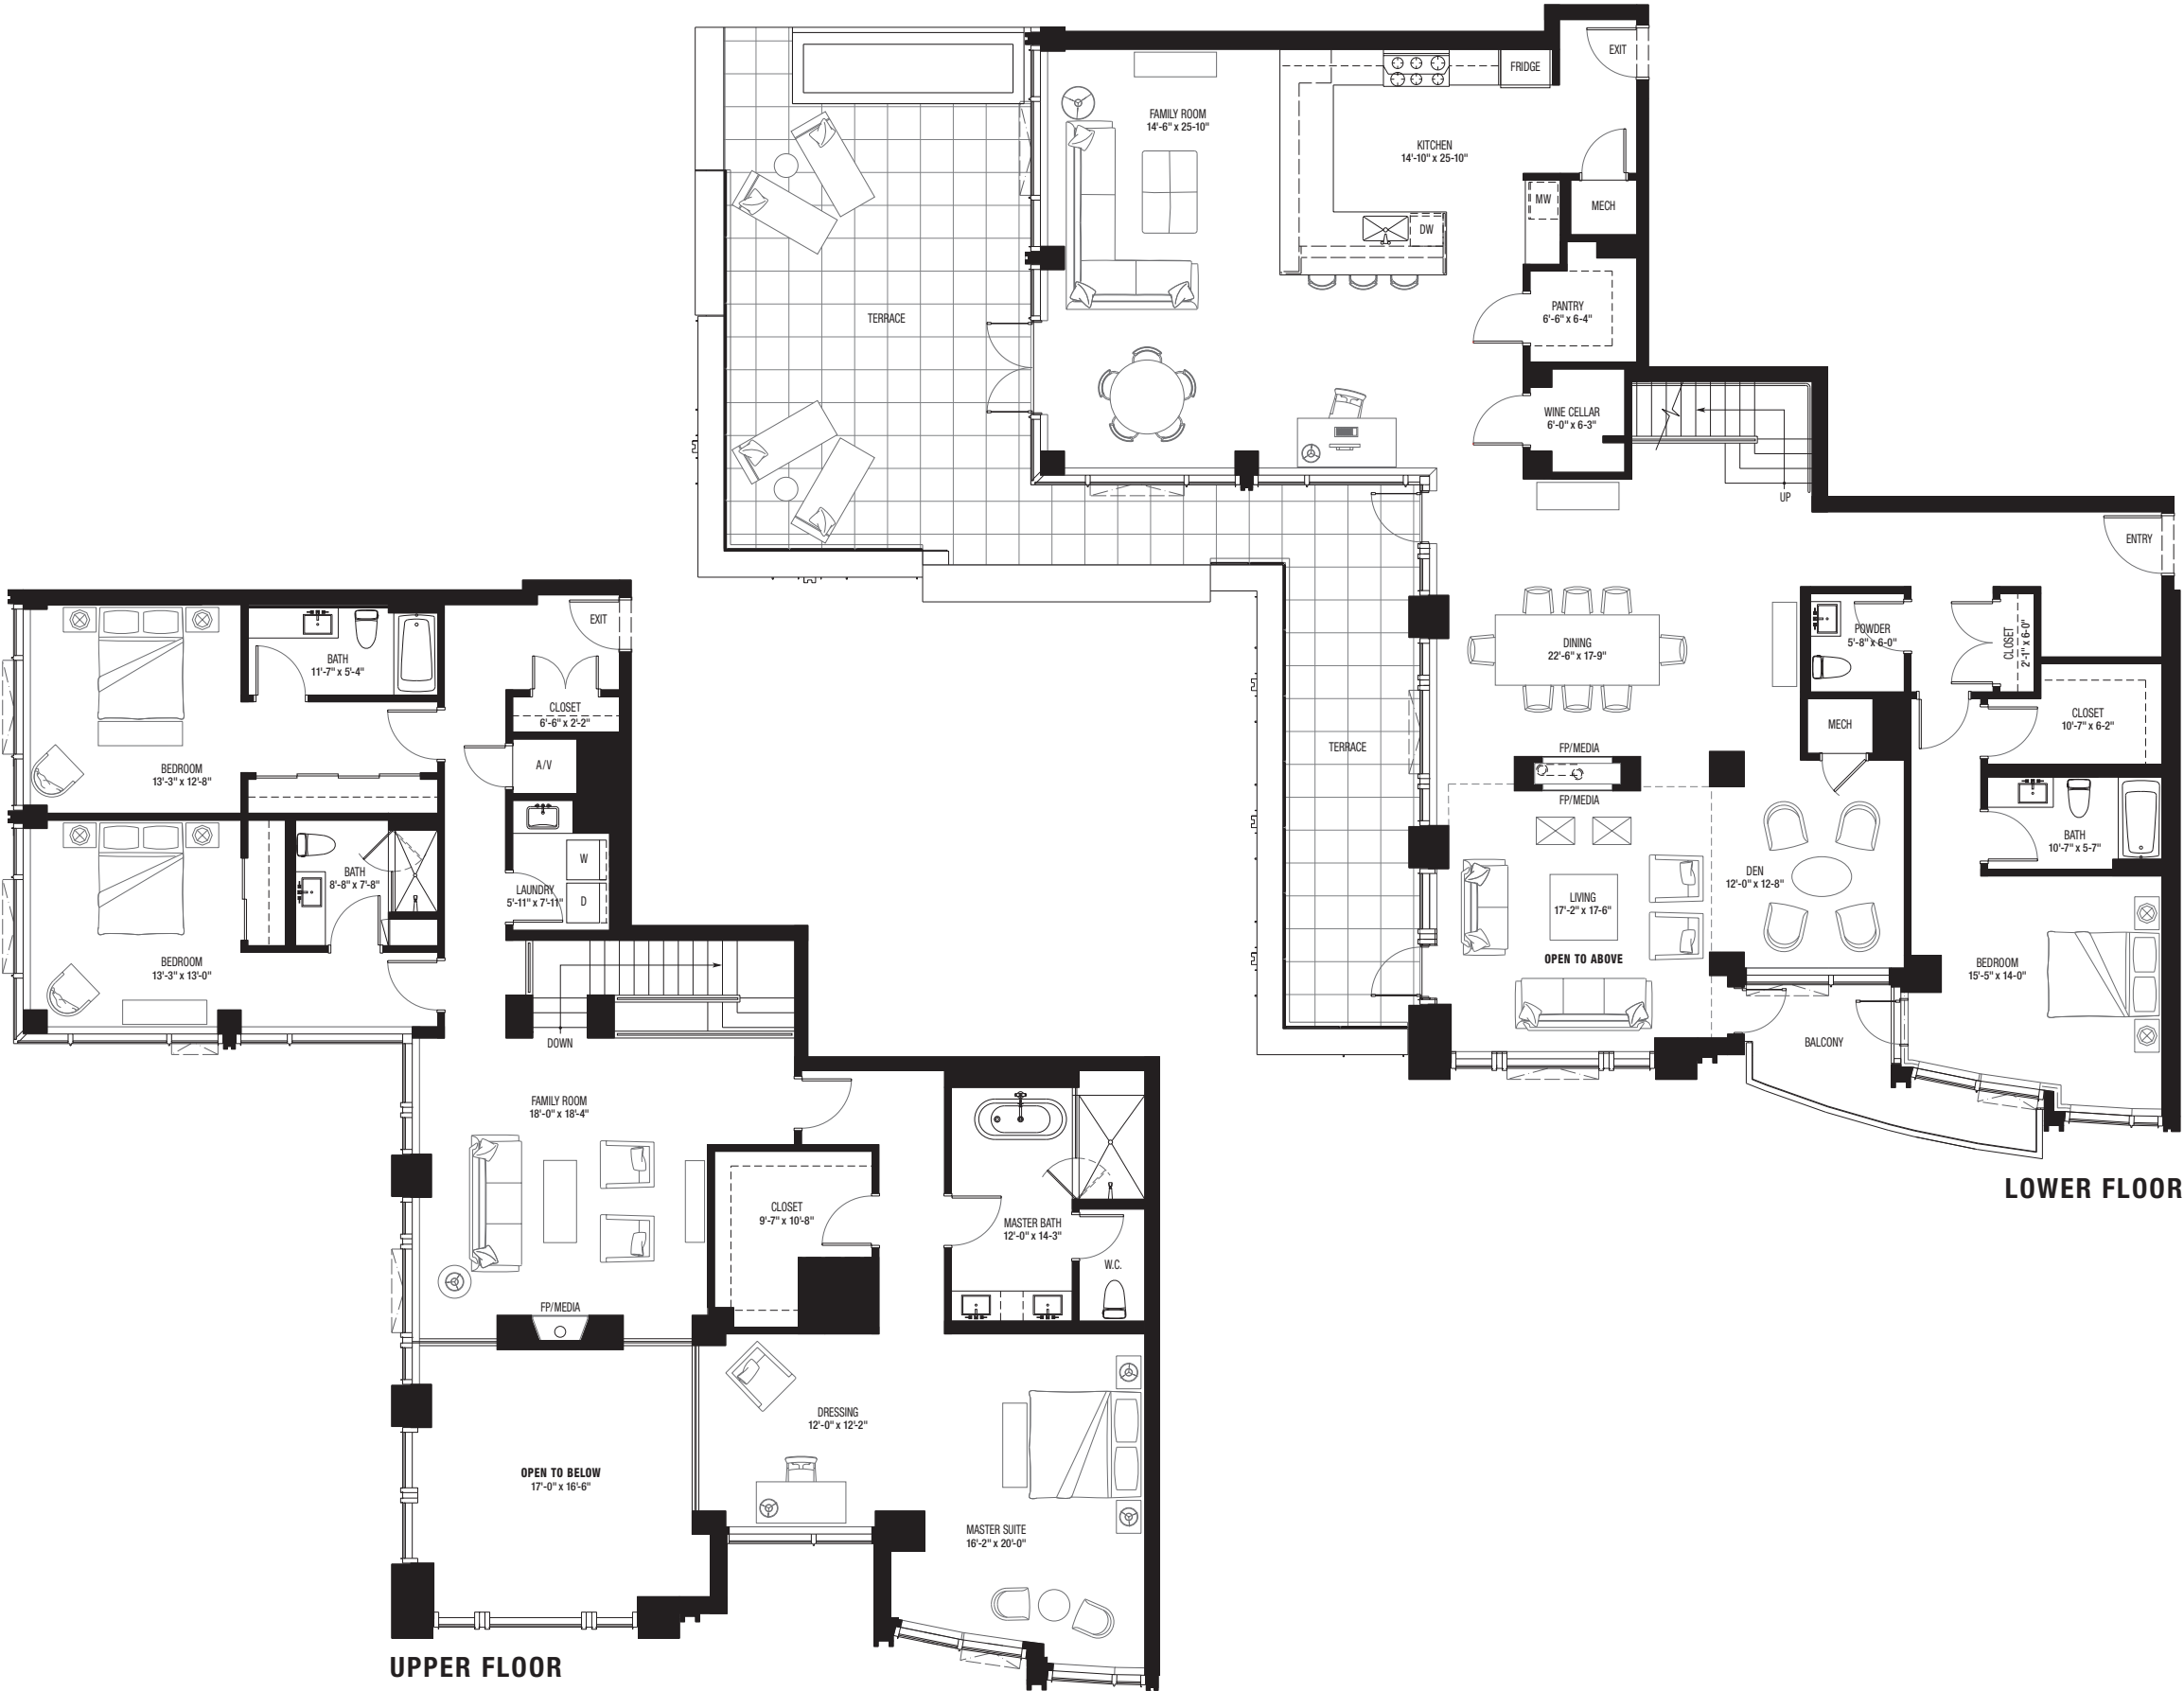 EXIT
FRIDGE
FAMILY ROOM
14'-6" x 25-10"
KITCHEN
14'-10" x 25-10"
MW
MECH
DW
PANTRY
6'-6" x 6-4"
TERRACE
WINE CELLAR
6'-0" x 6-3"
UP
ENTRY
POWDER
5'-8" x 6-0"
CLOSET
2'-1" x 6-0"
DINING
22'-6" x 17-9"
CLOSET
10'-7" x 6-2"
MECH
TERRACE
FP/MEDIA
FP/MEDIA
BATH
10'-7" x 5-7"
DEN
12'-0" x 12-8"
LIVING
17'-2" x 17-6"
OPEN TO ABOVE
BEDROOM
15'-5" x 14-0"
BALCONY
LOWER FLOOR
EXIT
BATH
11'-7" x 5'-4"
CLOSET
6'-6" x 2'-2"
A/V
BEDROOM
13'-3" x 12'-8"
W
BATH
8'-8" x 7'-8"
LAUNDRY
5'-11" x 7'-11"
D
BEDROOM
13'-3" x 13'-0"
DOWN
FAMILY ROOM
18'-0" x 18'-4"
CLOSET
9'-7" x 10'-8"
MASTER BATH
12'-0" x 14'-3"
W.C.
FP/MEDIA
DRESSING
12'-0" x 12'-2"
OPEN TO BELOW
17'-0" x 16'-6"
MASTER SUITE
16'-2" x 20'-0"
UPPER FLOOR